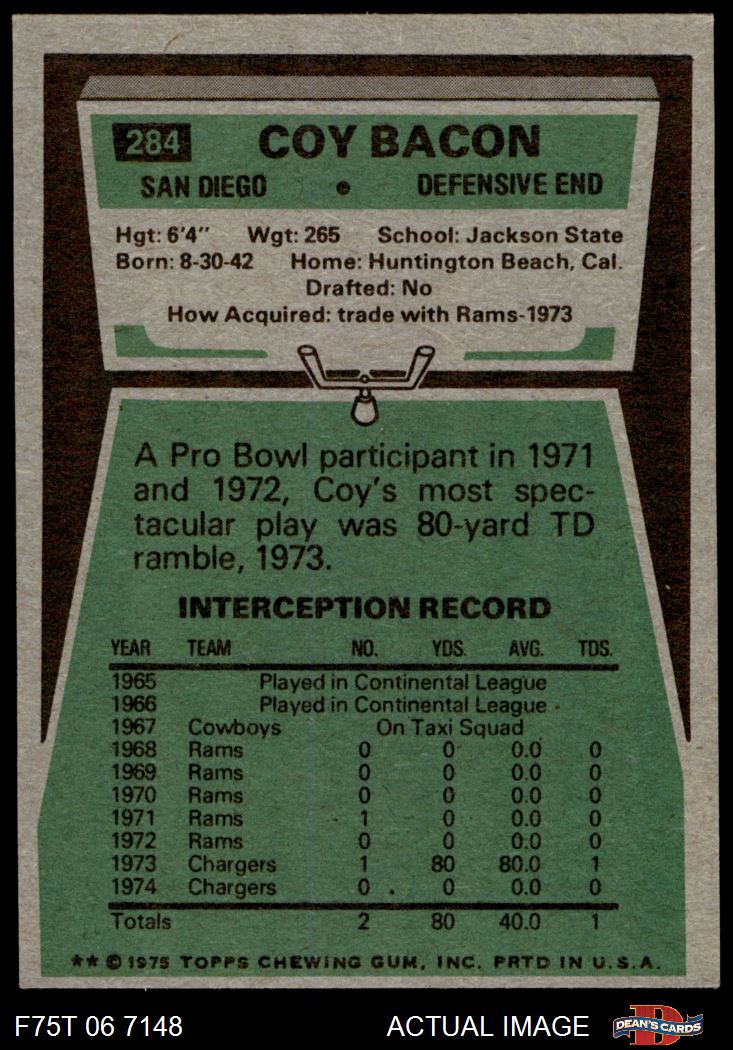 284 COY BACON
SAN DIEGO • DEFENSIVE END
Hgt: 6'4" Wgt: 265 School: Jackson State
Born: 8-30-42 Home: Huntington Beach, Cal.
Drafted: No
How Acquired: trade with Rams-1973
A Pro Bowl participant in 1971
and 1972, Coy's most spec-
tacular play was 80-yard TD
ramble, 1973.
INTERCEPTION RECORD
YEAR TEAM NO. YDS. AVG. TDS.
1965 Played in Continental League
1966 Played in Continental League
1967 Cowboys On Taxi Squad
1968 Rams 0 0 0.0 0
1969 Rams 0 0 0.0 0
1970 Rams 0 0 0.0 0
1971 Rams 1 0 0.0 0
1972 Rams 0 0 0.0 0
1973 Chargers 1 80 80.0 1
1974 Chargers 0 0 0.0 0
Totals 2 80 40.0 1
** © 1975 TOPPS CHEWING GUM, INC. PRTD IN U.S.A.
F75T 06 7148 ACTUAL IMAGE DEAN'S CARDS